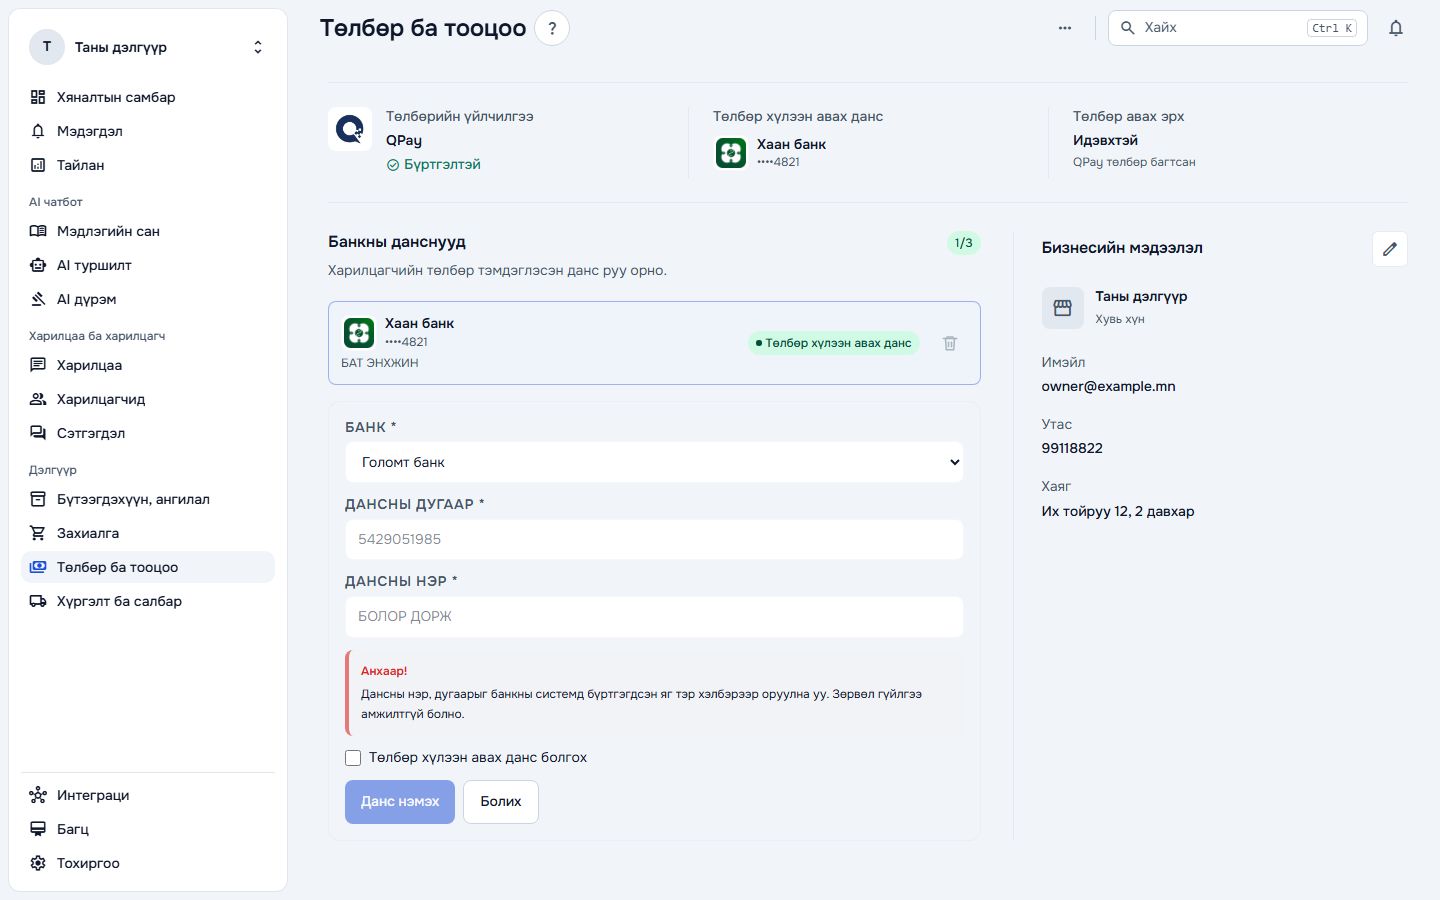 Т
Таны дэлгүүр
Хяналтын самбар
Мэдэгдэл
Тайлан
AI чатбот
Мэдлэгийн сан
AI туршилт
AI дүрэм
Харилцаа ба харилцагч
Харилцаа
Харилцагчид
Сэтгэгдэл
Дэлгүүр
Бүтээгдэхүүн, ангилал
Захиалга
Төлбөр ба тооцоо
Хүргэлт ба салбар
Интеграци
Багц
Тохиргоо
Төлбөр ба тооцоо
?
Хайх
Ctrl K
Төлбөрийн үйлчилгээ
QPay
Бүртгэлтэй
Төлбөр хүлээн авах данс
Хаан банк
••••4821
Төлбөр авах эрх
Идэвхтэй
QPay төлбөр багтсан
Банкны данснууд
1/3
Харилцагчийн төлбөр тэмдэглэсэн данс руу орно.
Хаан банк
••••4821
БАТ ЭНХЖИН
Төлбөр хүлээн авах данс
БАНК *
Голомт банк
ДАНСНЫ ДУГААР *
5429051985
ДАНСНЫ НЭР *
БОЛОР ДОРЖ
Анхаар!
Дансны нэр, дугаарыг банкны системд бүртгэгдсэн яг тэр хэлбэрээр оруулна уу. Зөрвөл гүйлгээ
амжилтгүй болно.
Төлбөр хүлээн авах данс болгох
Данс нэмэх
Болих
Бизнесийн мэдээлэл
Таны дэлгүүр
Хувь хүн
Имэйл
owner@example.mn
Утас
99118822
Хаяг
Их тойруу 12, 2 давхар